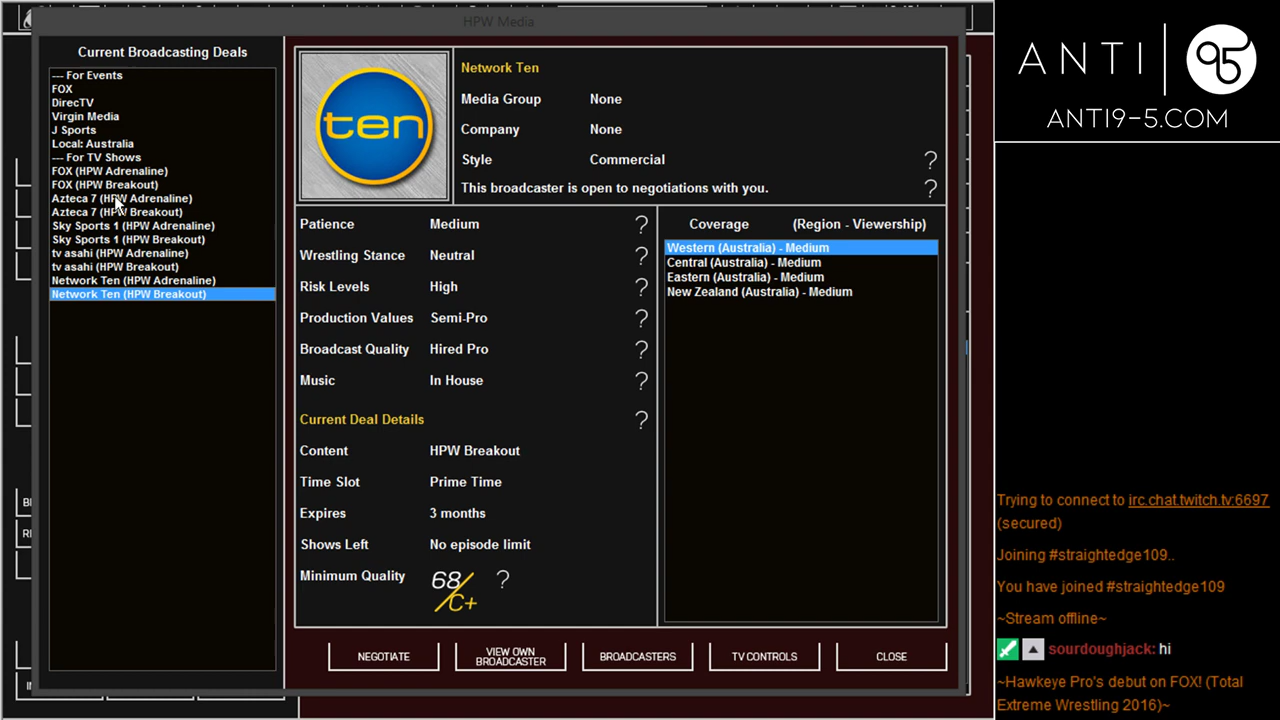 HPW Media
Current Broadcasting Deals
--- For Events
FOX
DirecTV
Virgin Media
J Sports
Local: Australia
--- For TV Shows
FOX (HPW Adrenaline)
FOX (HPW Breakout)
Azteca 7 (HPW Adrenaline)
Azteca 7 (HPW Breakout)
Sky Sports 1 (HPW Adrenaline)
Sky Sports 1 (HPW Breakout)
tv asahi (HPW Adrenaline)
tv asahi (HPW Breakout)
Network Ten (HPW Adrenaline)
Network Ten (HPW Breakout)
ten
Network Ten
Media Group None
Company None
Style Commercial ?
This broadcaster is open to negotiations with you. ?
Patience Medium ?
Wrestling Stance Neutral ?
Risk Levels High ?
Production Values Semi-Pro ?
Broadcast Quality Hired Pro ?
Music In House ?
Current Deal Details ?
Content HPW Breakout
Time Slot Prime Time
Expires 3 months
Shows Left No episode limit
Minimum Quality 68/C+ ?
Coverage (Region - Viewership)
Western (Australia) - Medium
Central (Australia) - Medium
Eastern (Australia) - Medium
New Zealand (Australia) - Medium
NEGOTIATE
VIEW OWN
BROADCASTER
BROADCASTERS
TV CONTROLS
CLOSE
ANTI 95
ANTI9-5.COM
Trying to connect to irc.chat.twitch.tv:6697
(secured)
Joining #straightedge109..
You have joined #straightedge109
~Stream offline~
sourdoughjack: hi
~Hawkeye Pro's debut on FOX! (Total
Extreme Wrestling 2016)~